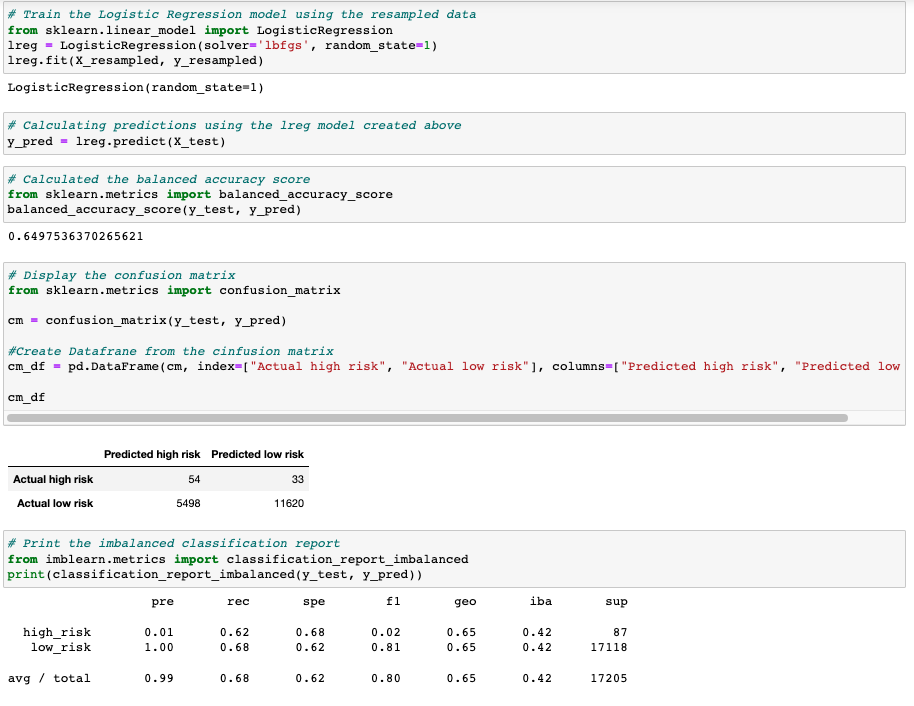 # Train the Logistic Regression model using the resampled data
from sklearn.linear_model import LogisticRegression
lreg = LogisticRegression(solver='lbfgs', random_state=1)
lreg.fit(X_resampled, y_resampled)
LogisticRegression(random_state=1)
# Calculating predictions using the lreg model created above
y_pred = lreg.predict(X_test)
# Calculated the balanced accuracy score
from sklearn.metrics import balanced_accuracy_score
balanced_accuracy_score(y_test, y_pred)
0.6497536370265621
# Display the confusion matrix
from sklearn.metrics import confusion_matrix
cm = confusion_matrix(y_test, y_pred)
#Create Datafrane from the cinfusion matrix
cm_df = pd.DataFrame(cm, index=["Actual high risk", "Actual low risk"], columns=["Predicted high risk", "Predicted low
cm_df
Predicted high risk Predicted low risk
Actual high risk 54 33
Actual low risk 5498 11620
# Print the imbalanced classification report
from imblearn.metrics import classification_report_imbalanced
print(classification_report_imbalanced(y_test, y_pred))
pre rec spe f1 geo iba sup
high_risk 0.01 0.62 0.68 0.02 0.65 0.42 87
low_risk 1.00 0.68 0.62 0.81 0.65 0.42 17118
avg / total 0.99 0.68 0.62 0.80 0.65 0.42 17205